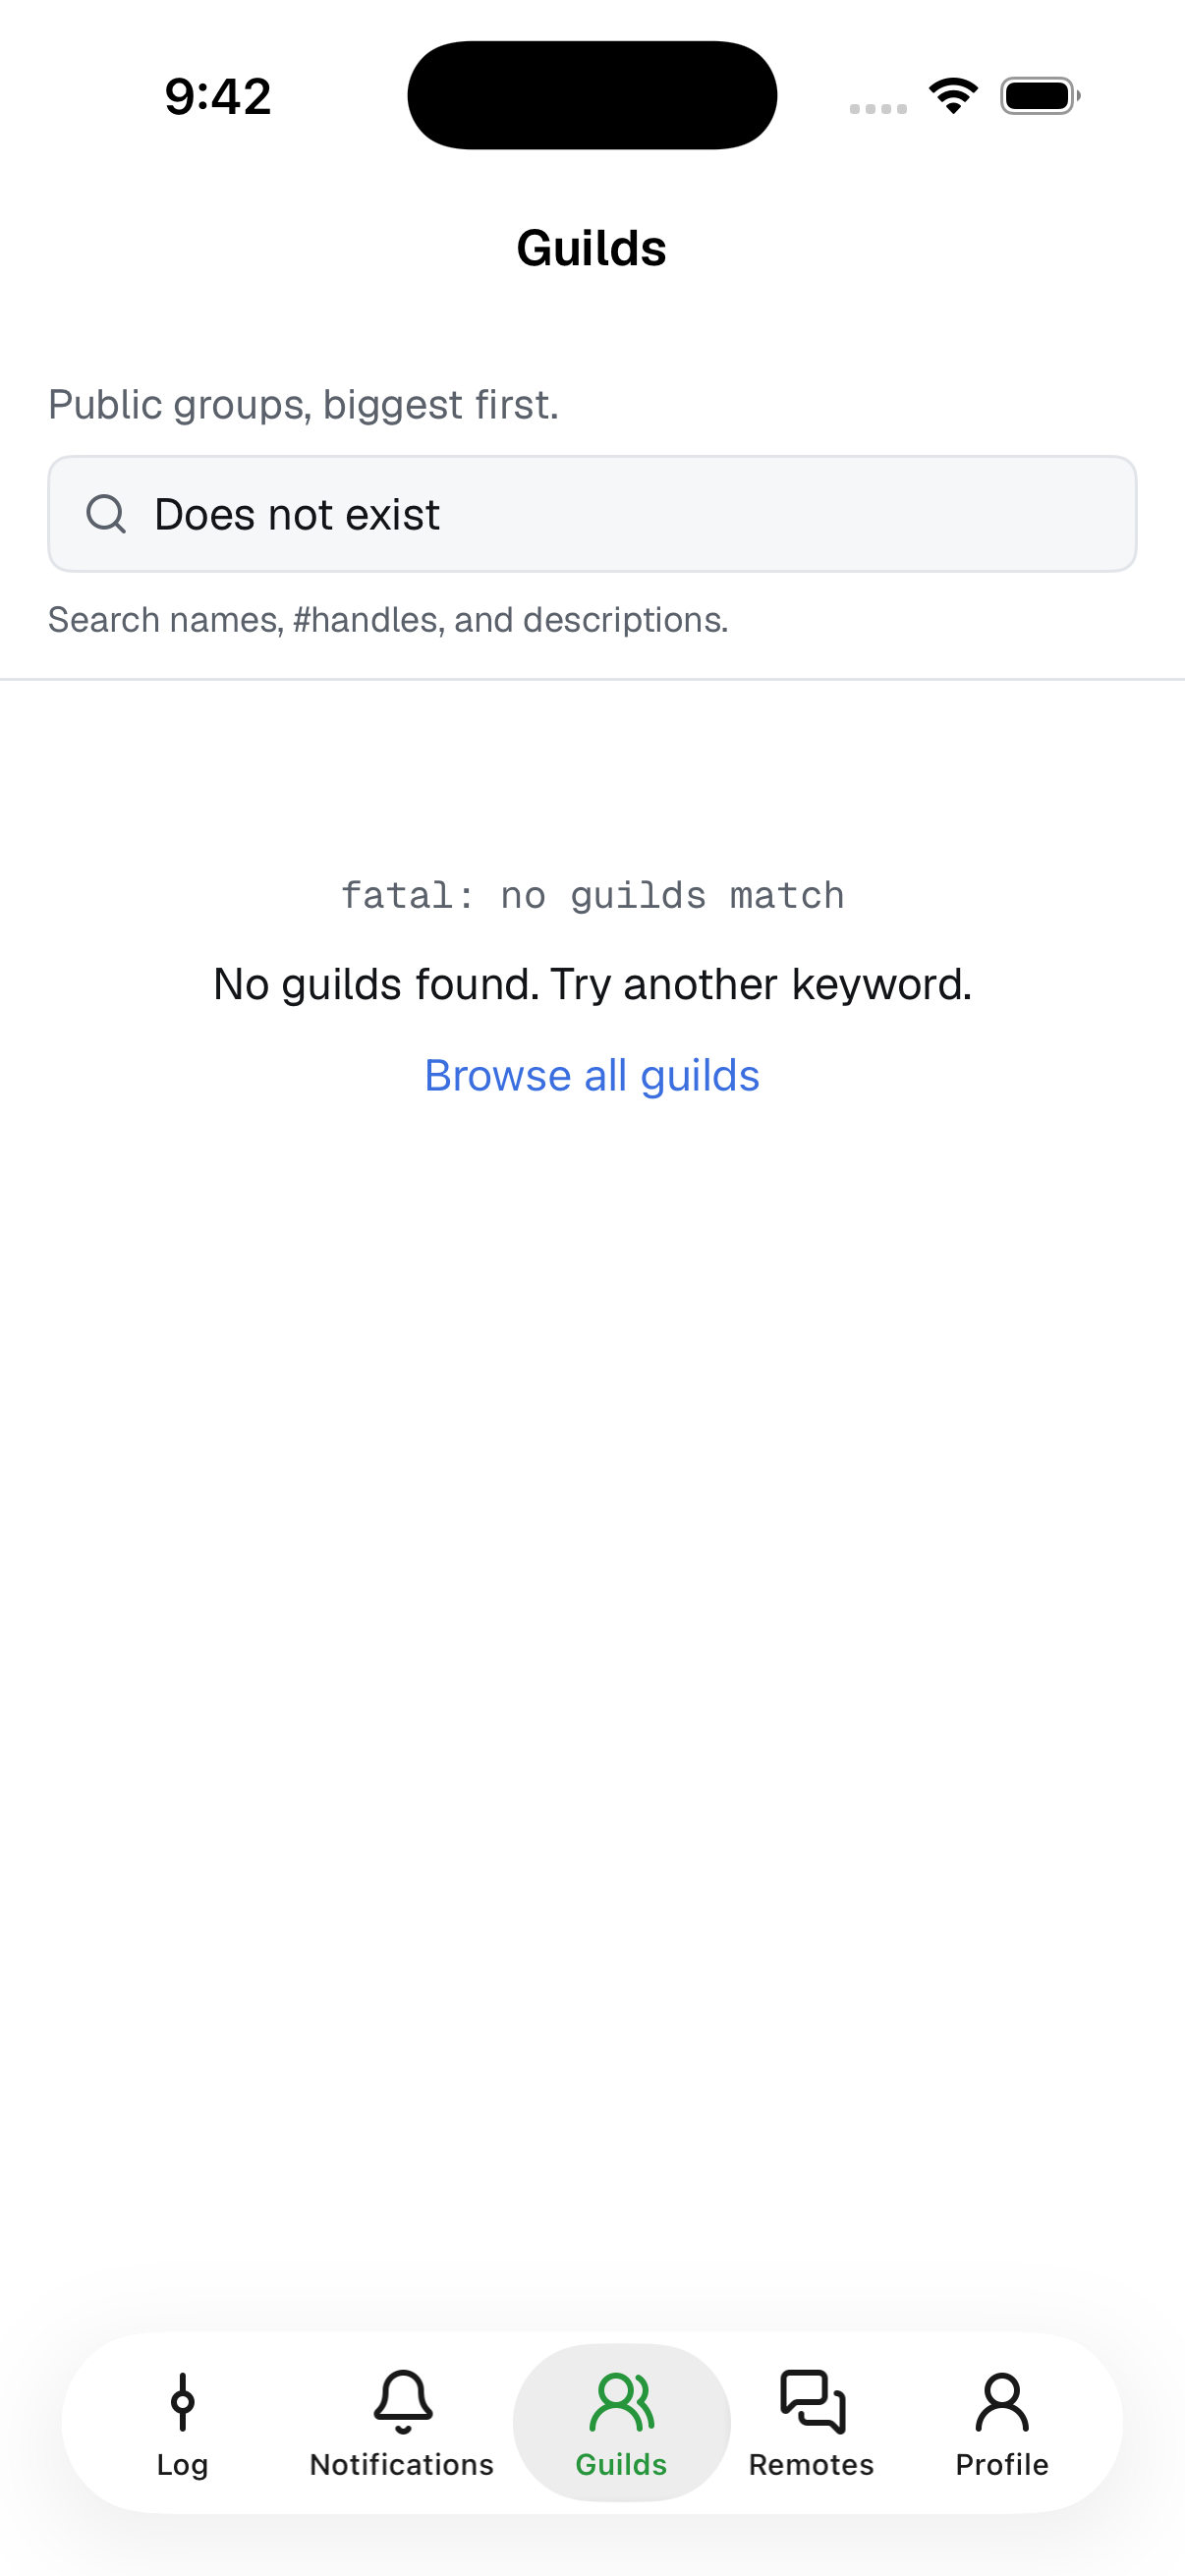 9:42
Guilds
Public groups, biggest first.
Does not exist
Search names, #handles, and descriptions.
fatal: no guilds match
No guilds found. Try another keyword.
Browse all guilds
Log
Notifications
Guilds
Remotes
Profile